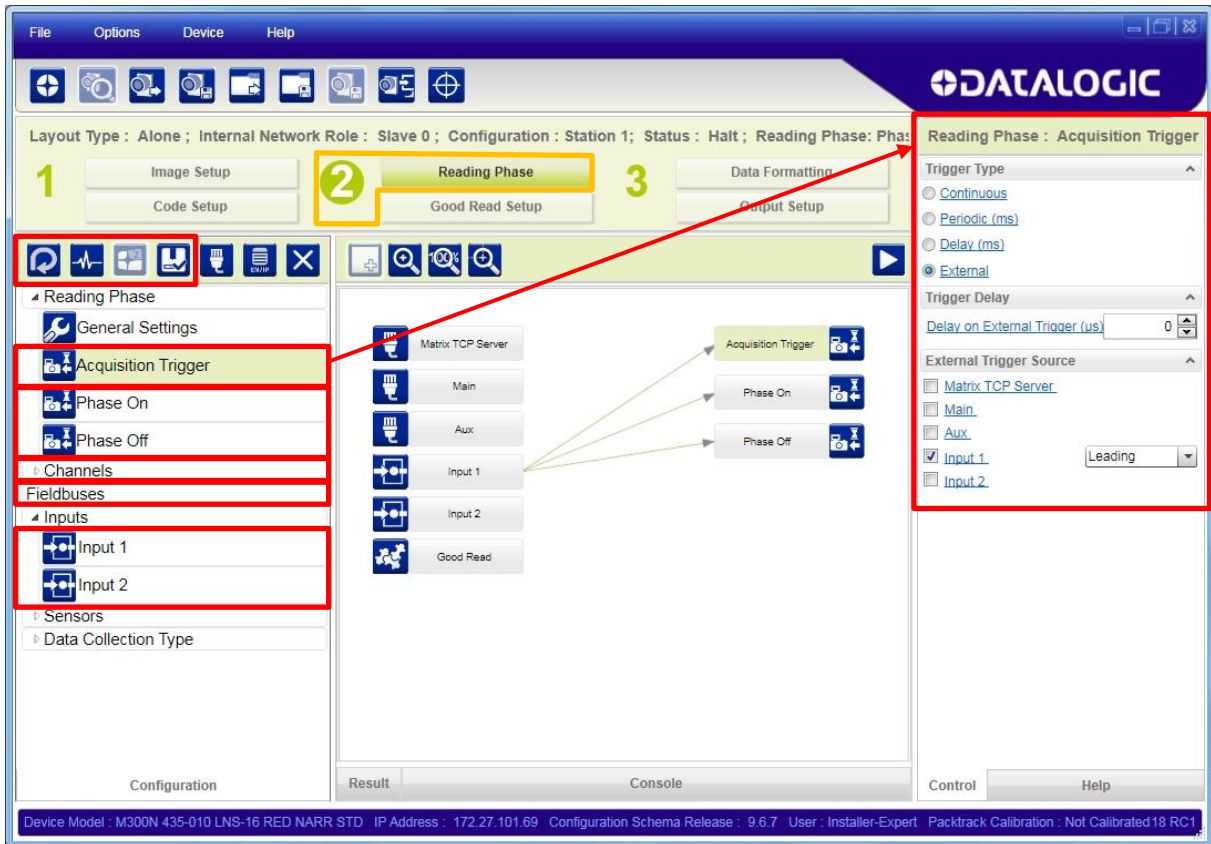 File Options Device Help
DATALOGIC
Layout Type : Alone ; Internal Network Role : Slave 0 ; Configuration : Station 1; Status : Halt ; Reading Phase: Phas
1
Image Setup
Code Setup
2
Reading Phase
Good Read Setup
3
Data Formatting
Output Setup
EN/IP
Reading Phase
General Settings
Acquisition Trigger
Phase On
Phase Off
Channels
Fieldbuses
Inputs
Input 1
Input 2
Sensors
Data Collection Type
Configuration
100%
Matrix TCP Server
Main
Aux
Input 1
Input 2
Good Read
Acquisition Trigger
Phase On
Phase Off
Result Console
Reading Phase : Acquisition Trigger
Trigger Type
Continuous
Periodic (ms)
Delay (ms)
External
Trigger Delay
Delay on External Trigger (us) 0
External Trigger Source
Matrix TCP Server
Main
Aux
Input 1 Leading
Input 2
Control Help
Device Model : M300N 435-010 LNS-16 RED NARR STD IP Address : 172.27.101.69 Configuration Schema Release : 9.6.7 User : Installer-Expert Packtrack Calibration : Not Calibrated 18 RC1